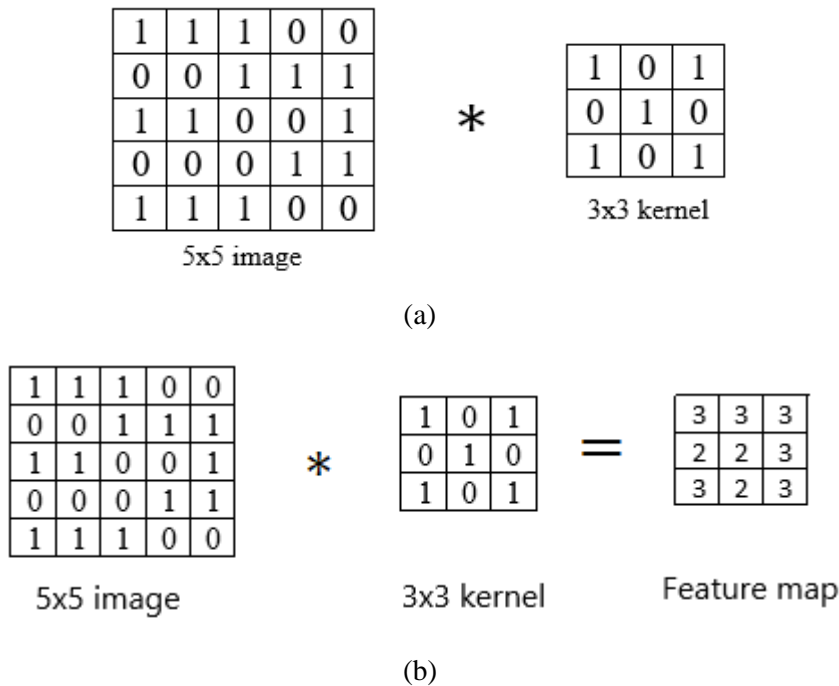 1 1 1 0 0
0 0 1 1 1
1 1 0 0 1
0 0 0 1 1
1 1 1 0 0
5x5 image
*
1 0 1
0 1 0
1 0 1
3x3 kernel
(a)
1 1 1 0 0
0 0 1 1 1
1 1 0 0 1
0 0 0 1 1
1 1 1 0 0
5x5 image
*
1 0 1
0 1 0
1 0 1
3x3 kernel
=
3 3 3
2 2 3
3 2 3
Feature map
(b)